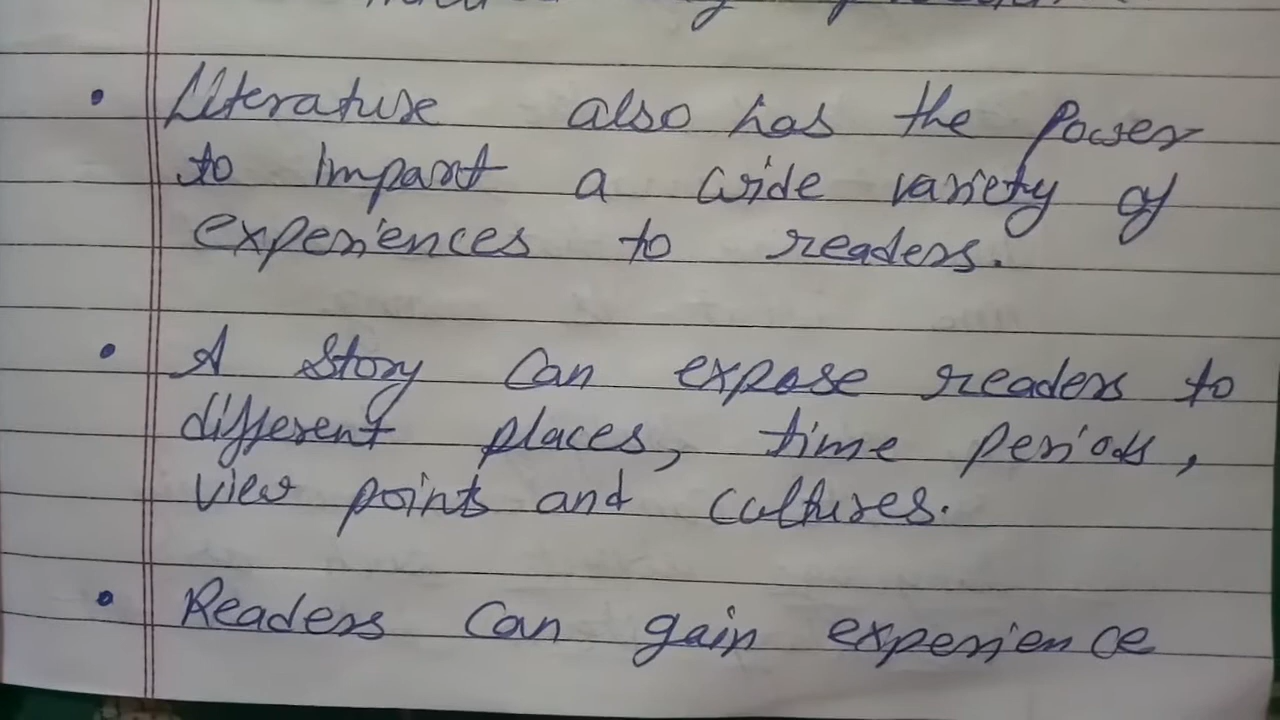 • Literature also has the Power
to impart a wide variety of
experiences to readers.
• A Story Can expose readers to
different places, time periods,
view points and cultures.
• Readers Can gain experience